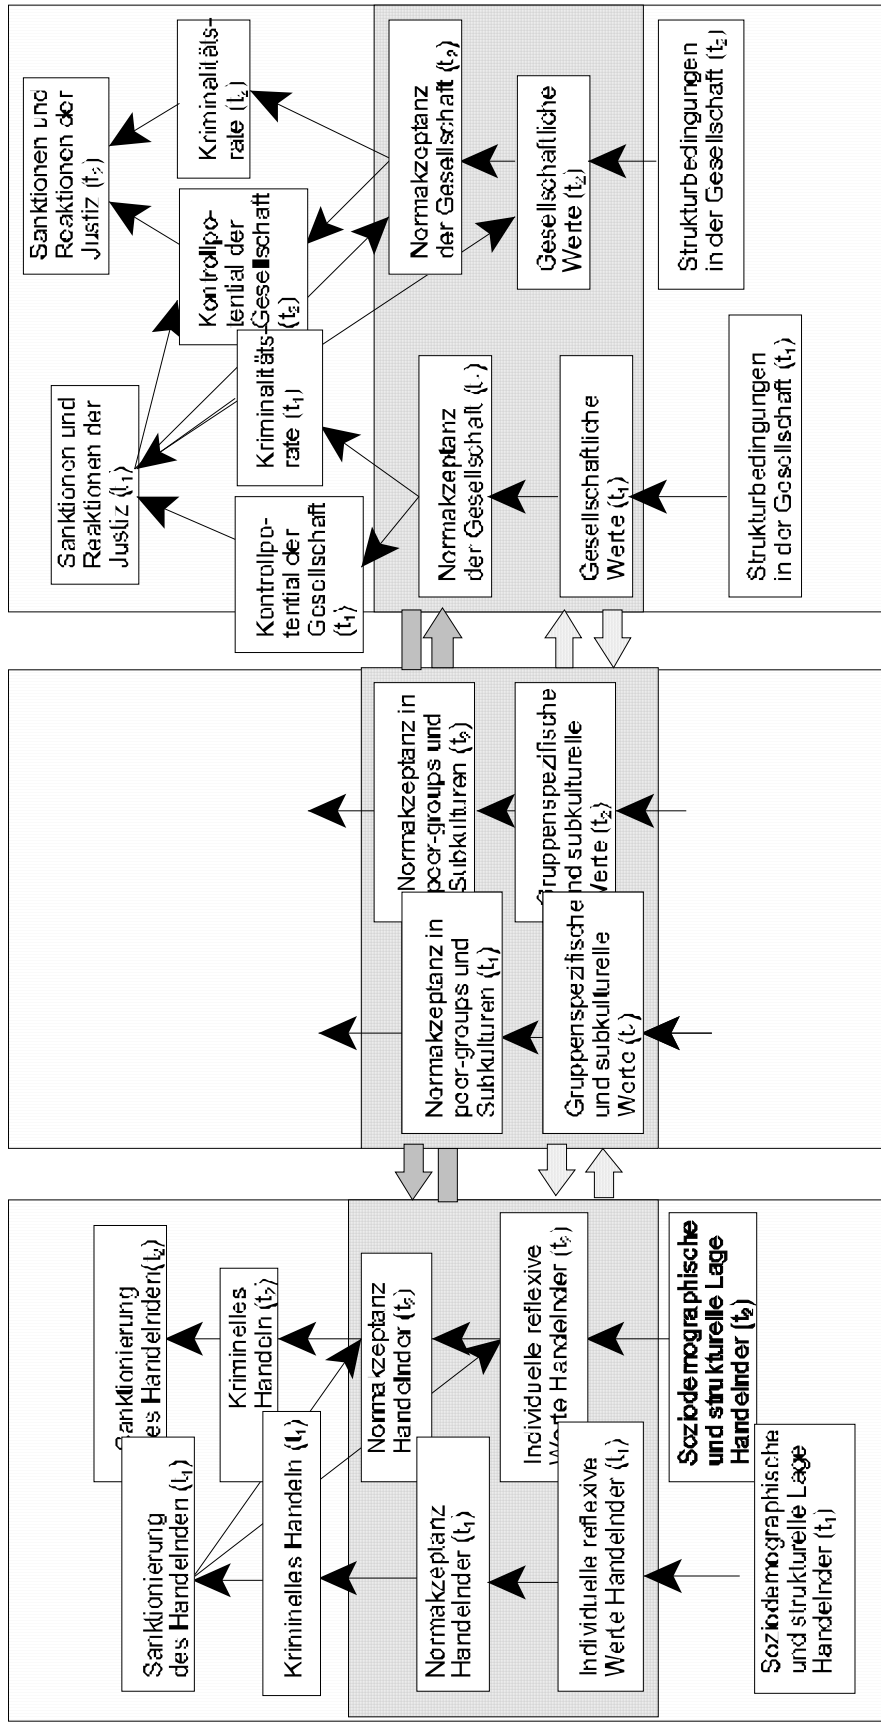 Sanktionen und
Reaktionen der
Justiz (t₂)
Kriminalitäts-
rate (t₂)
Kontrollpo-
tential der
Gesellschaft
(t₂)
Normakzeptanz
der Gesellschaft (t₂)
Gesellschaftliche
Werte (t₂)
Strukturbedingungen
in der Gesellschaft (t₂)
Sanktionen und
Reaktionen der
Justiz (t₁)
Kriminalitäts-
rate (t₁)
Kontrollpo-
tential der
Gesellschaft
(t₁)
Normakzeptanz
der Gesellschaft (t₁)
Gesellschaftliche
Werte (t₁)
Strukturbedingungen
in der Gesellschaft (t₁)
Normakzeptanz in
peer-groups und
Subkulturen (t₂)
Gruppenspezifische
und subkulturelle
Werte (t₂)
Normakzeptanz in
peer-groups und
Subkulturen (t₁)
Gruppenspezifische
und subkulturelle
Werte (t₁)
Sanktionierung
des Handelnden(t₂)
Kriminelles
Handeln (t₂)
Normakzeptanz
Handelnder (t₂)
Individuelle reflexive
Werte Handelnder (t₂)
Soziodemographische
und strukturelle Lage
Handelnder (t₂)
Sanktionierung
des Handelnden (t₁)
Kriminelles Handeln (t₁)
Normakzeptanz
Handelnder (t₁)
Individuelle reflexive
Werte Handelnder (t₁)
Soziodemographische
und strukturelle Lage
Handelnder (t₁)